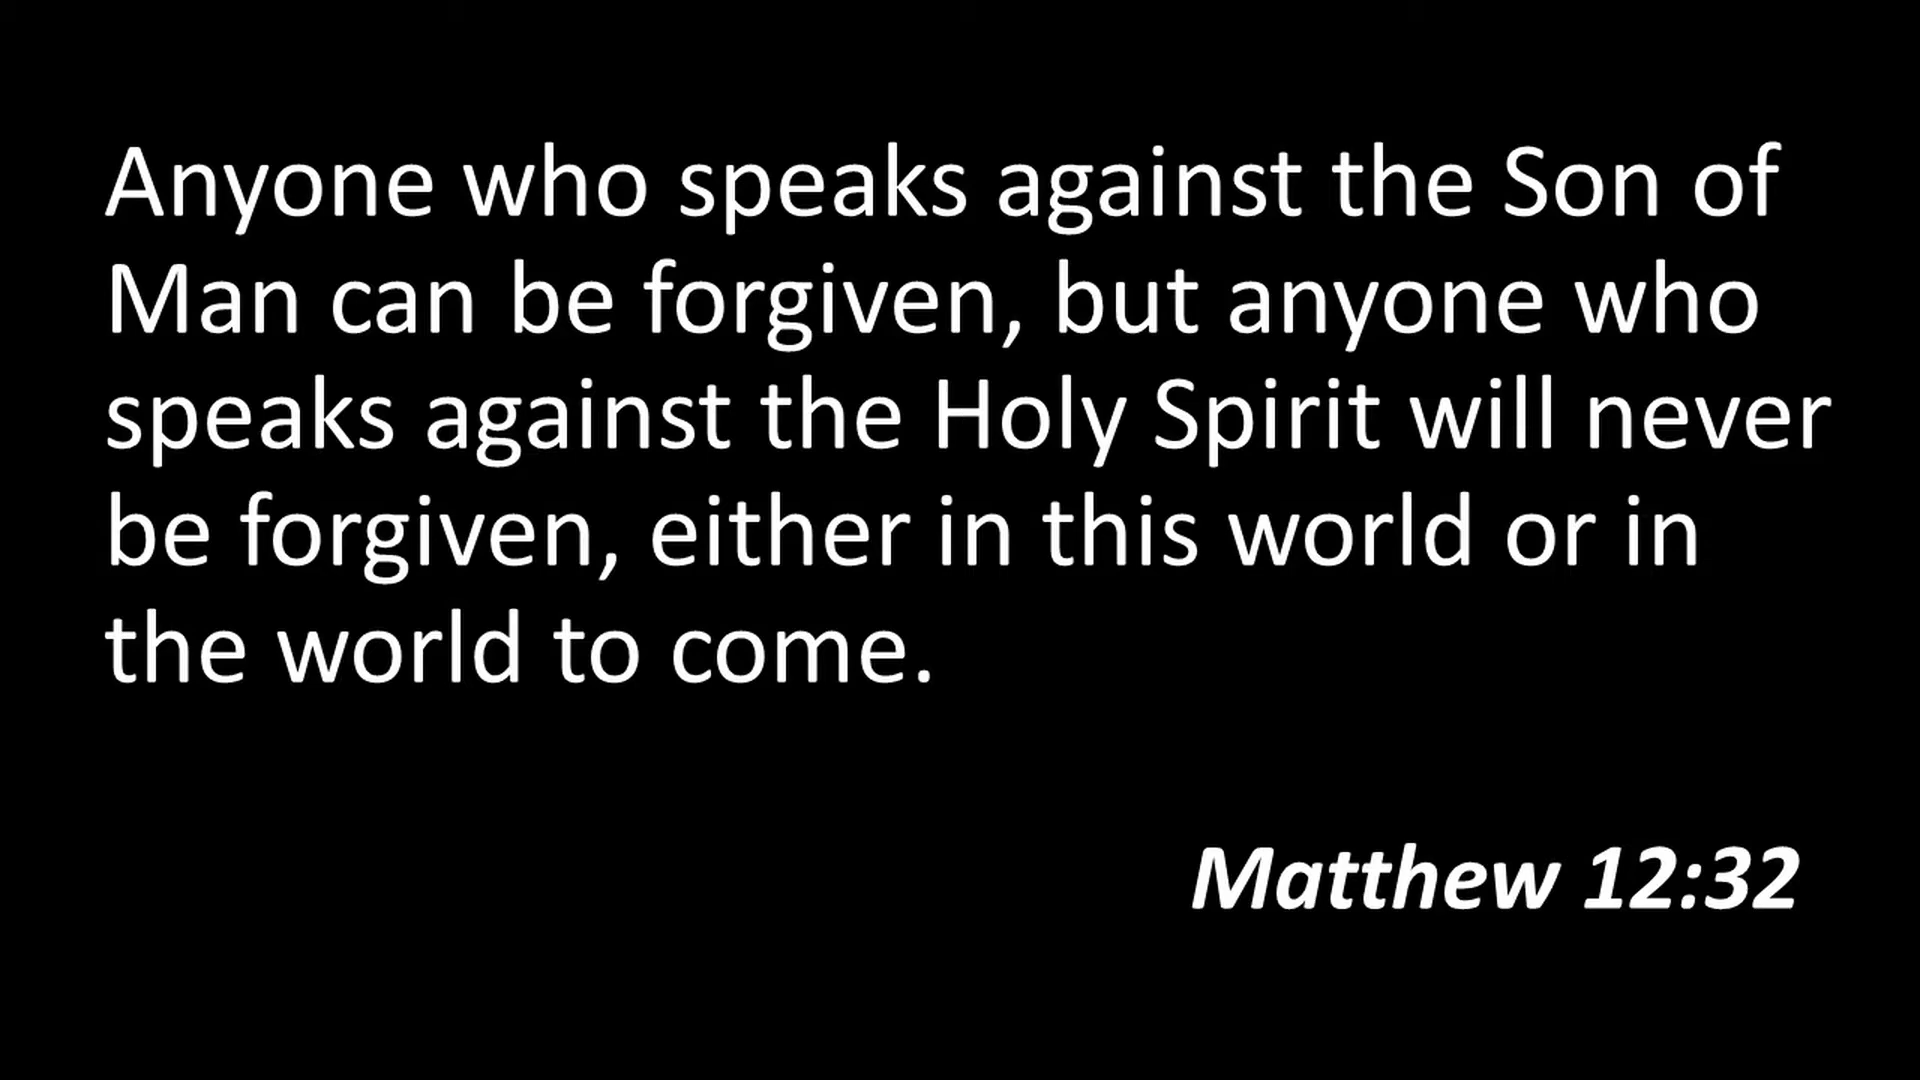 Anyone who speaks against the Son of
Man can be forgiven, but anyone who
speaks against the Holy Spirit will never
be forgiven, either in this world or in
the world to come.
Matthew 12:32